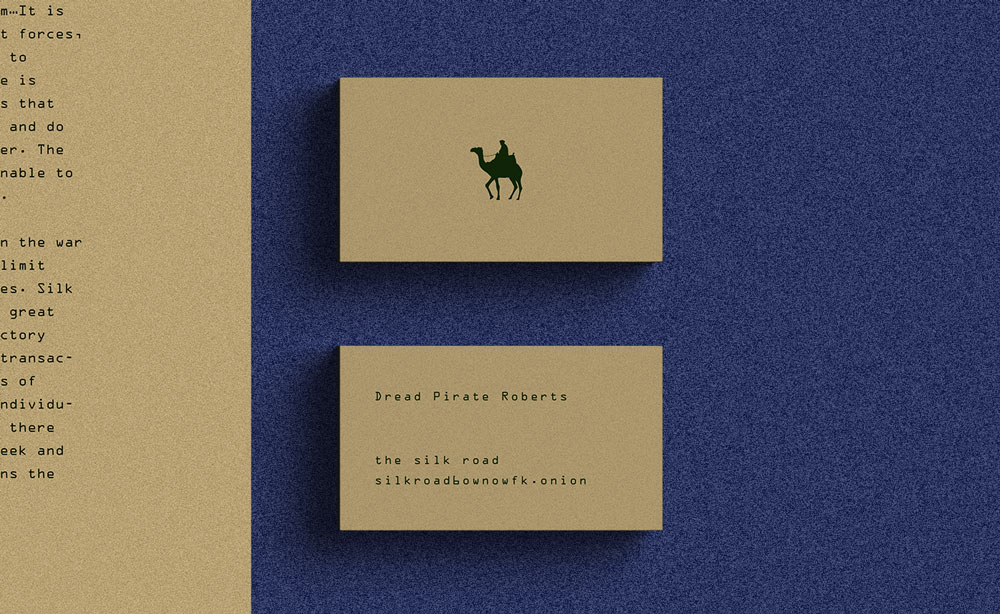 m…It is
t forces,
to
e is
s that
and do
er. The
nable to
.
n the war
limit
es. Silk
great
ctory
transac-
s of
ndividu-
there
eek and
ns the
Dread Pirate Roberts
the silk road
silkroadbownowfk.onion